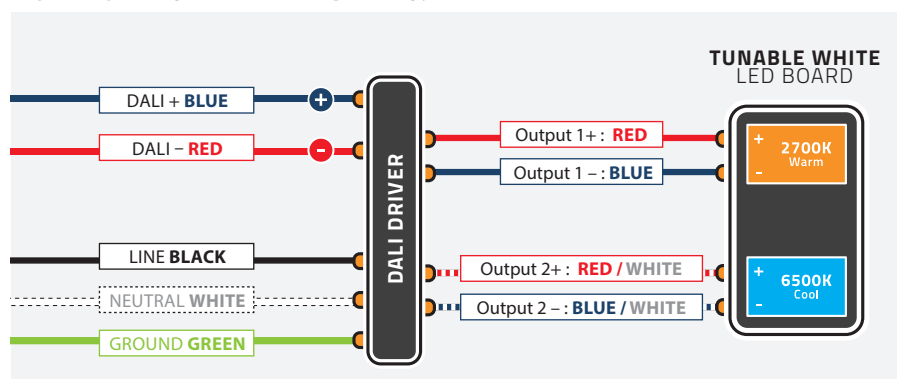 TUNABLE WHITE
LED BOARD
DALI + BLUE
+
DALI – RED
-
LINE BLACK
NEUTRAL WHITE
GROUND GREEN
DALI DRIVER
Output 1+ : RED
Output 1 – : BLUE
Output 2+ : RED / WHITE
Output 2 – : BLUE / WHITE
+
2700K
Warm
-
+
6500K
Cool
-